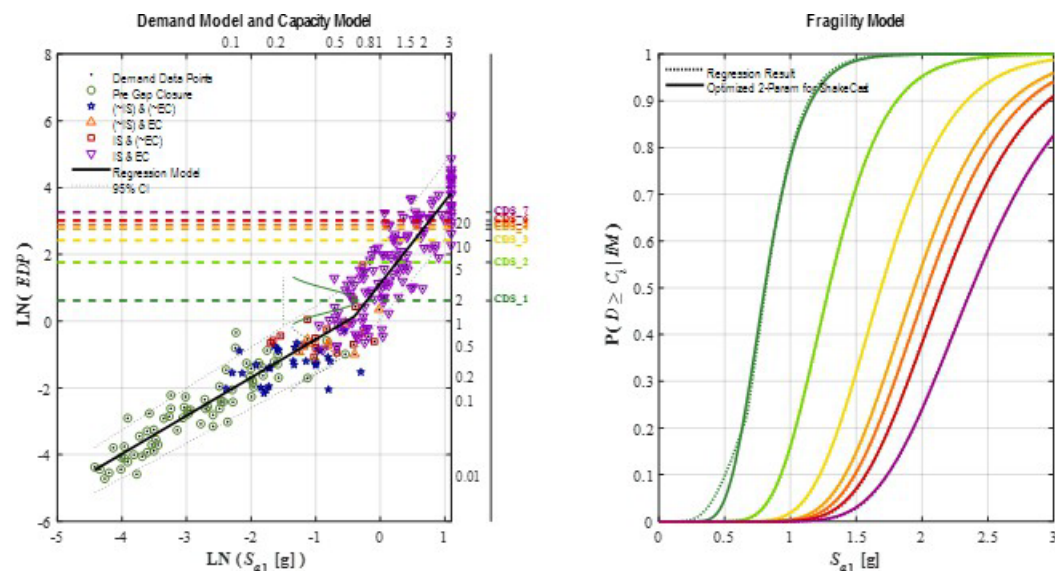 Demand Model and Capacity Model
0.1 0.2 0.5 0.81 1.5 2 3
8
6
4
2
0
-2
-4
-6
Demand Data Points
Pre Gap Closure
(~IS) & (~EC)
(~IS) & EC
IS & (~EC)
IS & EC
Regression Model
95% CI
LN(EDP)
20
10
5
2
1
0.5
0.2
0.1
0.01
CDS_7
CDS_3
CDS_2
CDS_1
-5 -4 -3 -2 -1 0 1
LN (Sa1 [g])
Fragility Model
Regression Result
Optimized 2-Param for ShakeCast
P(D ≥ Ci | IM)
1
0.9
0.8
0.7
0.6
0.5
0.4
0.3
0.2
0.1
0
0 0.5 1 1.5 2 2.5 3
Sa1 [g]